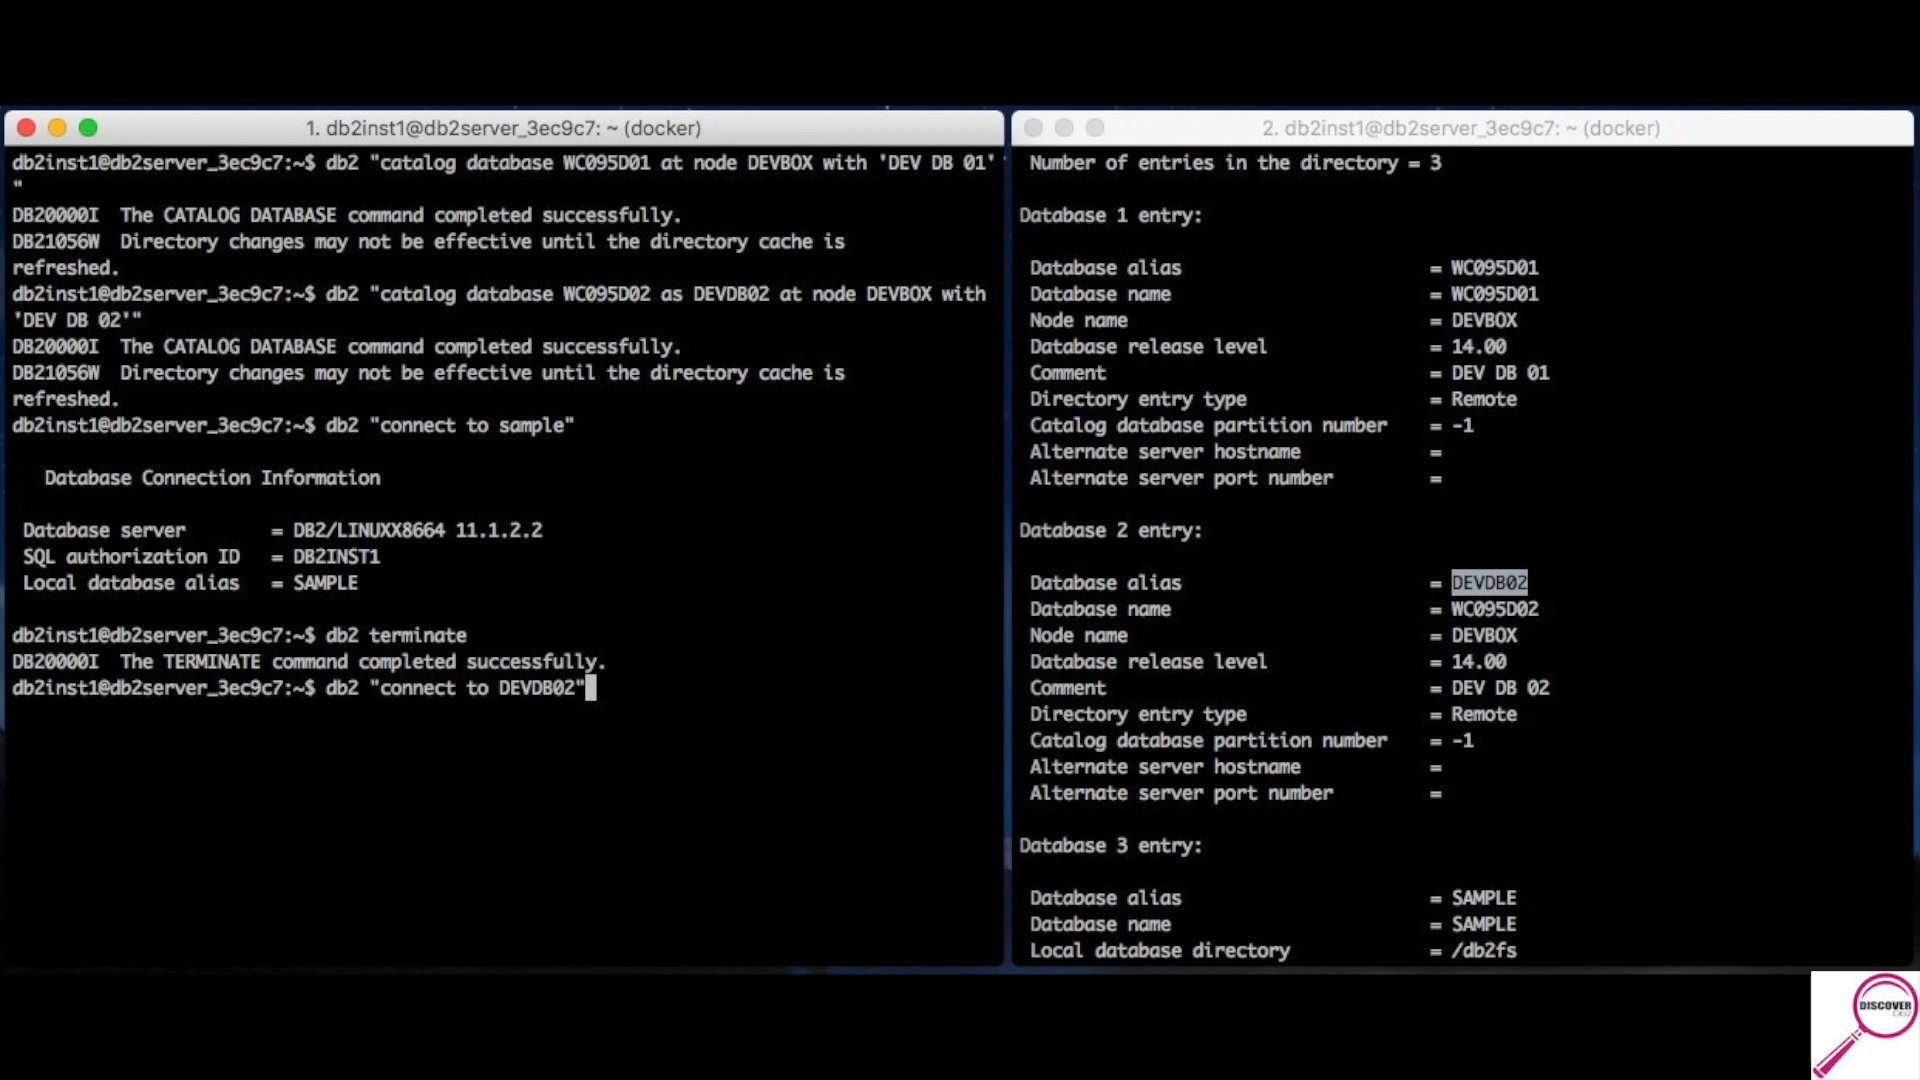 1. db2inst1@db2server_3ec9c7: ~ (docker)
db2inst1@db2server_3ec9c7:~$ db2 "catalog database WC095D01 at node DEVBOX with 'DEV DB 01'
"
DB20000I  The CATALOG DATABASE command completed successfully.
DB21056W  Directory changes may not be effective until the directory cache is
refreshed.
db2inst1@db2server_3ec9c7:~$ db2 "catalog database WC095D02 as DEVDB02 at node DEVBOX with
'DEV DB 02'"
DB20000I  The CATALOG DATABASE command completed successfully.
DB21056W  Directory changes may not be effective until the directory cache is
refreshed.
db2inst1@db2server_3ec9c7:~$ db2 "connect to sample"
Database Connection Information
Database server = DB2/LINUXX8664 11.1.2.2
SQL authorization ID = DB2INST1
Local database alias = SAMPLE
db2inst1@db2server_3ec9c7:~$ db2 terminate
DB20000I  The TERMINATE command completed successfully.
db2inst1@db2server_3ec9c7:~$ db2 "connect to DEVDB02"
2. db2inst1@db2server_3ec9c7: ~ (docker)
Number of entries in the directory = 3
Database 1 entry:
Database alias = WC095D01
Database name = WC095D01
Node name = DEVBOX
Database release level = 14.00
Comment = DEV DB 01
Directory entry type = Remote
Catalog database partition number = -1
Alternate server hostname =
Alternate server port number =
Database 2 entry:
Database alias = DEVDB02
Database name = WC095D02
Node name = DEVBOX
Database release level = 14.00
Comment = DEV DB 02
Directory entry type = Remote
Catalog database partition number = -1
Alternate server hostname =
Alternate server port number =
Database 3 entry:
Database alias = SAMPLE
Database name = SAMPLE
Local database directory = /db2fs
DISCOVER